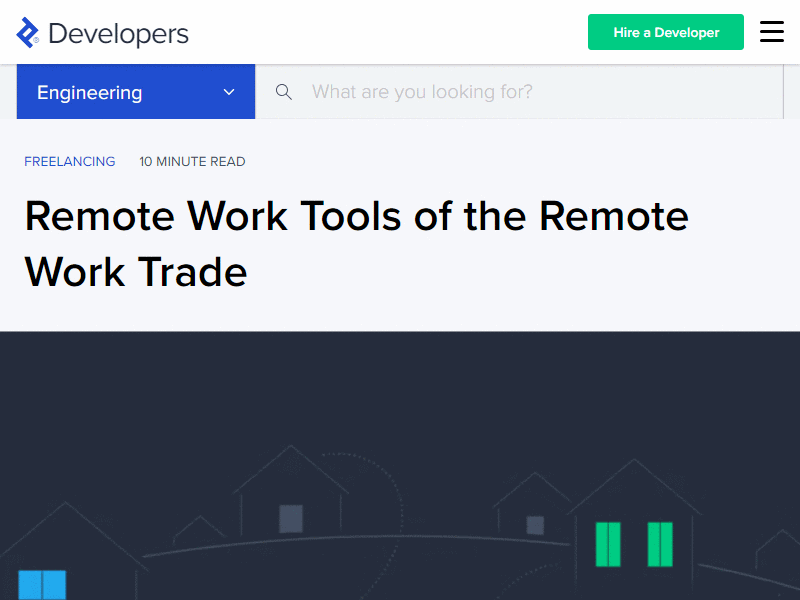 Developers
Hire a Developer
Engineering
What are you looking for?
FREELANCING 10 MINUTE READ
Remote Work Tools of the Remote
Work Trade